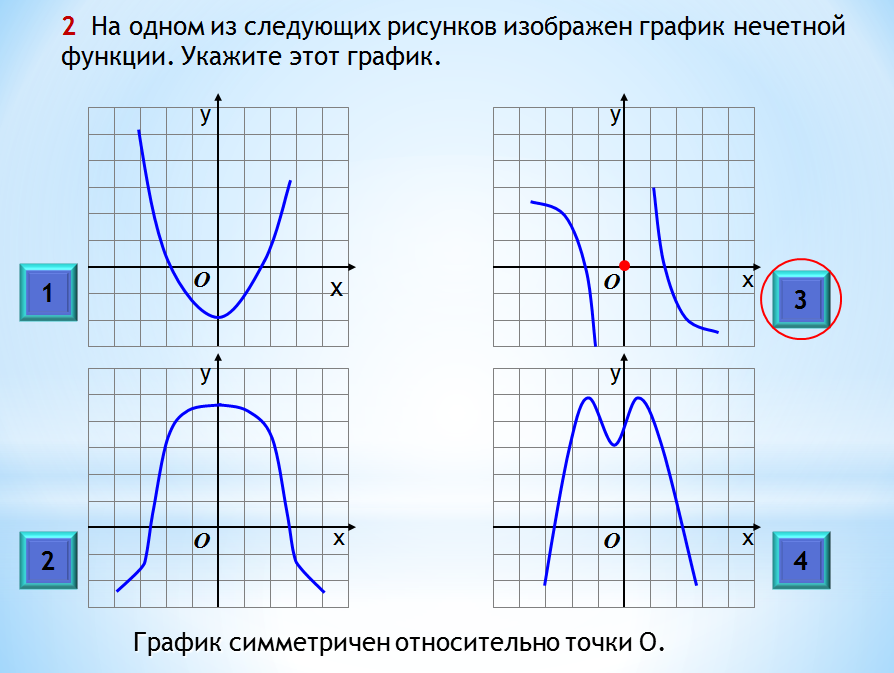 2 На одном из следующих рисунков изображен график нечетной
функции. Укажите этот график.
y
O
x
1
y
O
x
3
y
O
x
2
y
O
x
4
График симметричен относительно точки О.